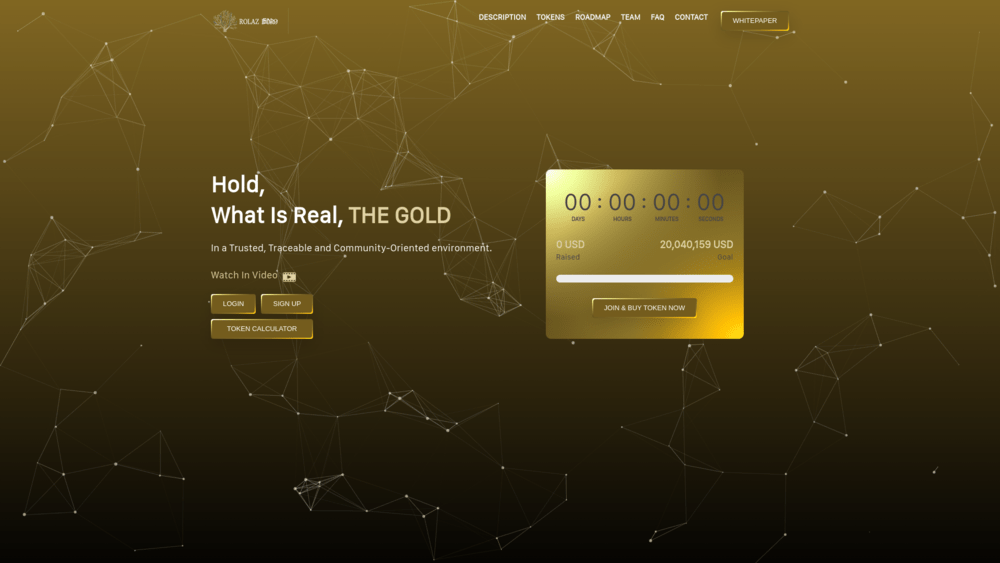 ROLAZ
DESCRIPTION TOKENS ROADMAP TEAM FAQ CONTACT WHITEPAPER
Hold,
What Is Real, THE GOLD
In a Trusted, Traceable and Community-Oriented environment.
Watch In Video
LOGIN SIGN UP
TOKEN CALCULATOR
00 : 00 : 00 : 00
DAYS HOURS MINUTES SECONDS
0 USD 20,040,159 USD
Raised Goal
JOIN & BUY TOKEN NOW